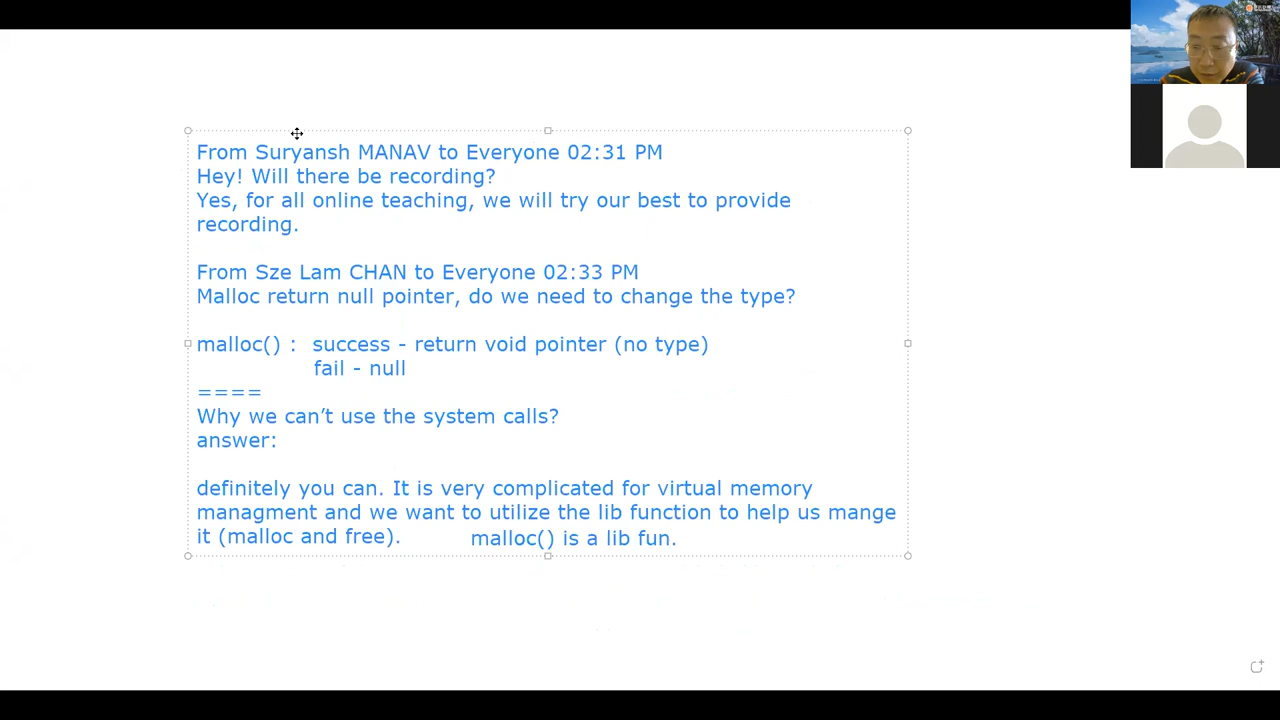 From Suryansh MANAV to Everyone 02:31 PM
Hey! Will there be recording?
Yes, for all online teaching, we will try our best to provide
recording.
From Sze Lam CHAN to Everyone 02:33 PM
Malloc return null pointer, do we need to change the type?
malloc() : success - return void pointer (no type)
fail - null
====
Why we can’t use the system calls?
answer:
definitely you can. It is very complicated for virtual memory
managment and we want to utilize the lib function to help us mange
it (malloc and free). malloc() is a lib fun.